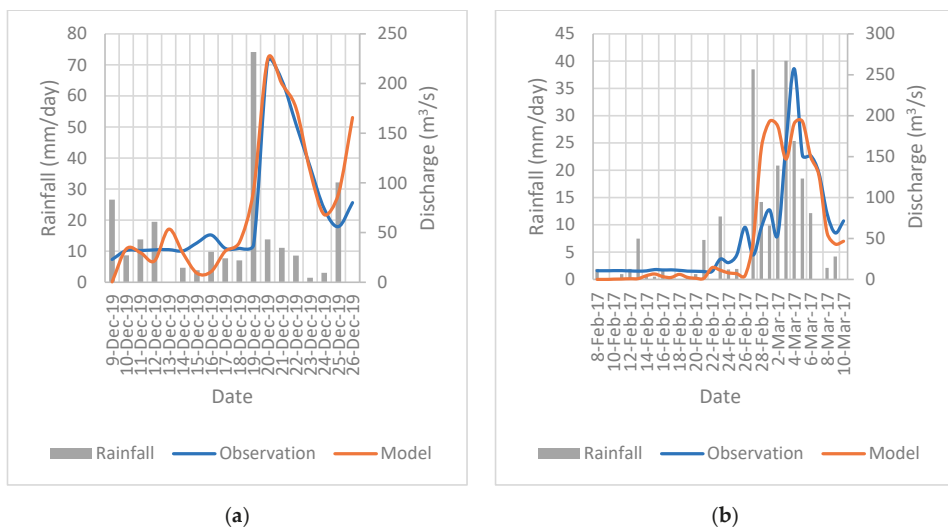 80
70
60
50
40
30
20
10
0
Rainfall (mm/day)
250
200
150
100
50
0
Discharge (m³/s)
9-Dec-19
10-Dec-19
11-Dec-19
12-Dec-19
13-Dec-19
14-Dec-19
15-Dec-19
16-Dec-19
17-Dec-19
18-Dec-19
19-Dec-19
20-Dec-19
21-Dec-19
22-Dec-19
23-Dec-19
24-Dec-19
25-Dec-19
26-Dec-19
Date
Rainfall Observation Model
(a)
45
40
35
30
25
20
15
10
5
0
Rainfall (mm/day)
300
250
200
150
100
50
0
Discharge (m³/s)
8-Feb-17
10-Feb-17
12-Feb-17
14-Feb-17
16-Feb-17
18-Feb-17
20-Feb-17
22-Feb-17
24-Feb-17
26-Feb-17
28-Feb-17
2-Mar-17
4-Mar-17
6-Mar-17
8-Mar-17
10-Mar-17
Date
Rainfall Observation Model
(b)